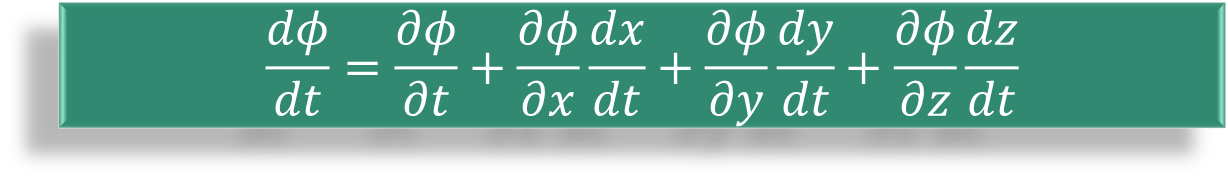 dϕ/dt = ∂ϕ/∂t + ∂ϕ/∂x dx/dt + ∂ϕ/∂y dy/dt + ∂ϕ/∂z dz/dt